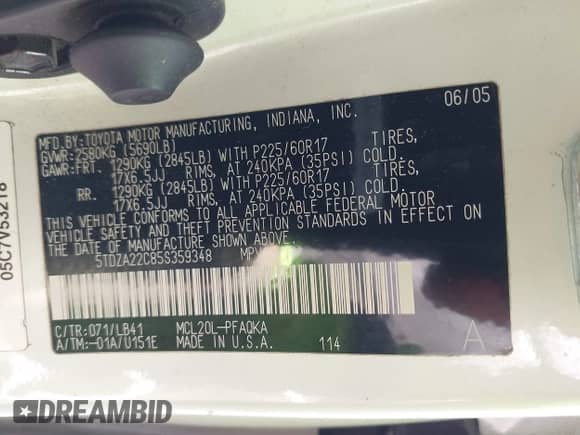 06/05
MFD.BY:TOYOTA MOTOR MANUFACTURING, INDIANA, INC.
GVWR:2580KG (5690LB)
GAWR:FRT. 1290KG (2845LB) WITH P225/60R17 TIRES,
17X6.5JJ RIMS, AT 240KPA (35PSI) COLD.
RR. 1290KG (2845LB) WITH P225/60R17 TIRES,
17X6.5JJ RIMS, AT 240KPA (35PSI) COLD.
THIS VEHICLE CONFORMS TO ALL APPLICABLE FEDERAL MOTOR
VEHICLE SAFETY AND THEFT PREVENTION STANDARDS IN EFFECT ON
THE DATE OF MANUFACTURE SHOWN ABOVE.
5TDZA22C85S359348 MPV
C/TR:071/LB41 MCL20L-PFAQKA
A/TM:-01A/U151E MADE IN U.S.A. 114
A
05C7V53218
DREAMBID